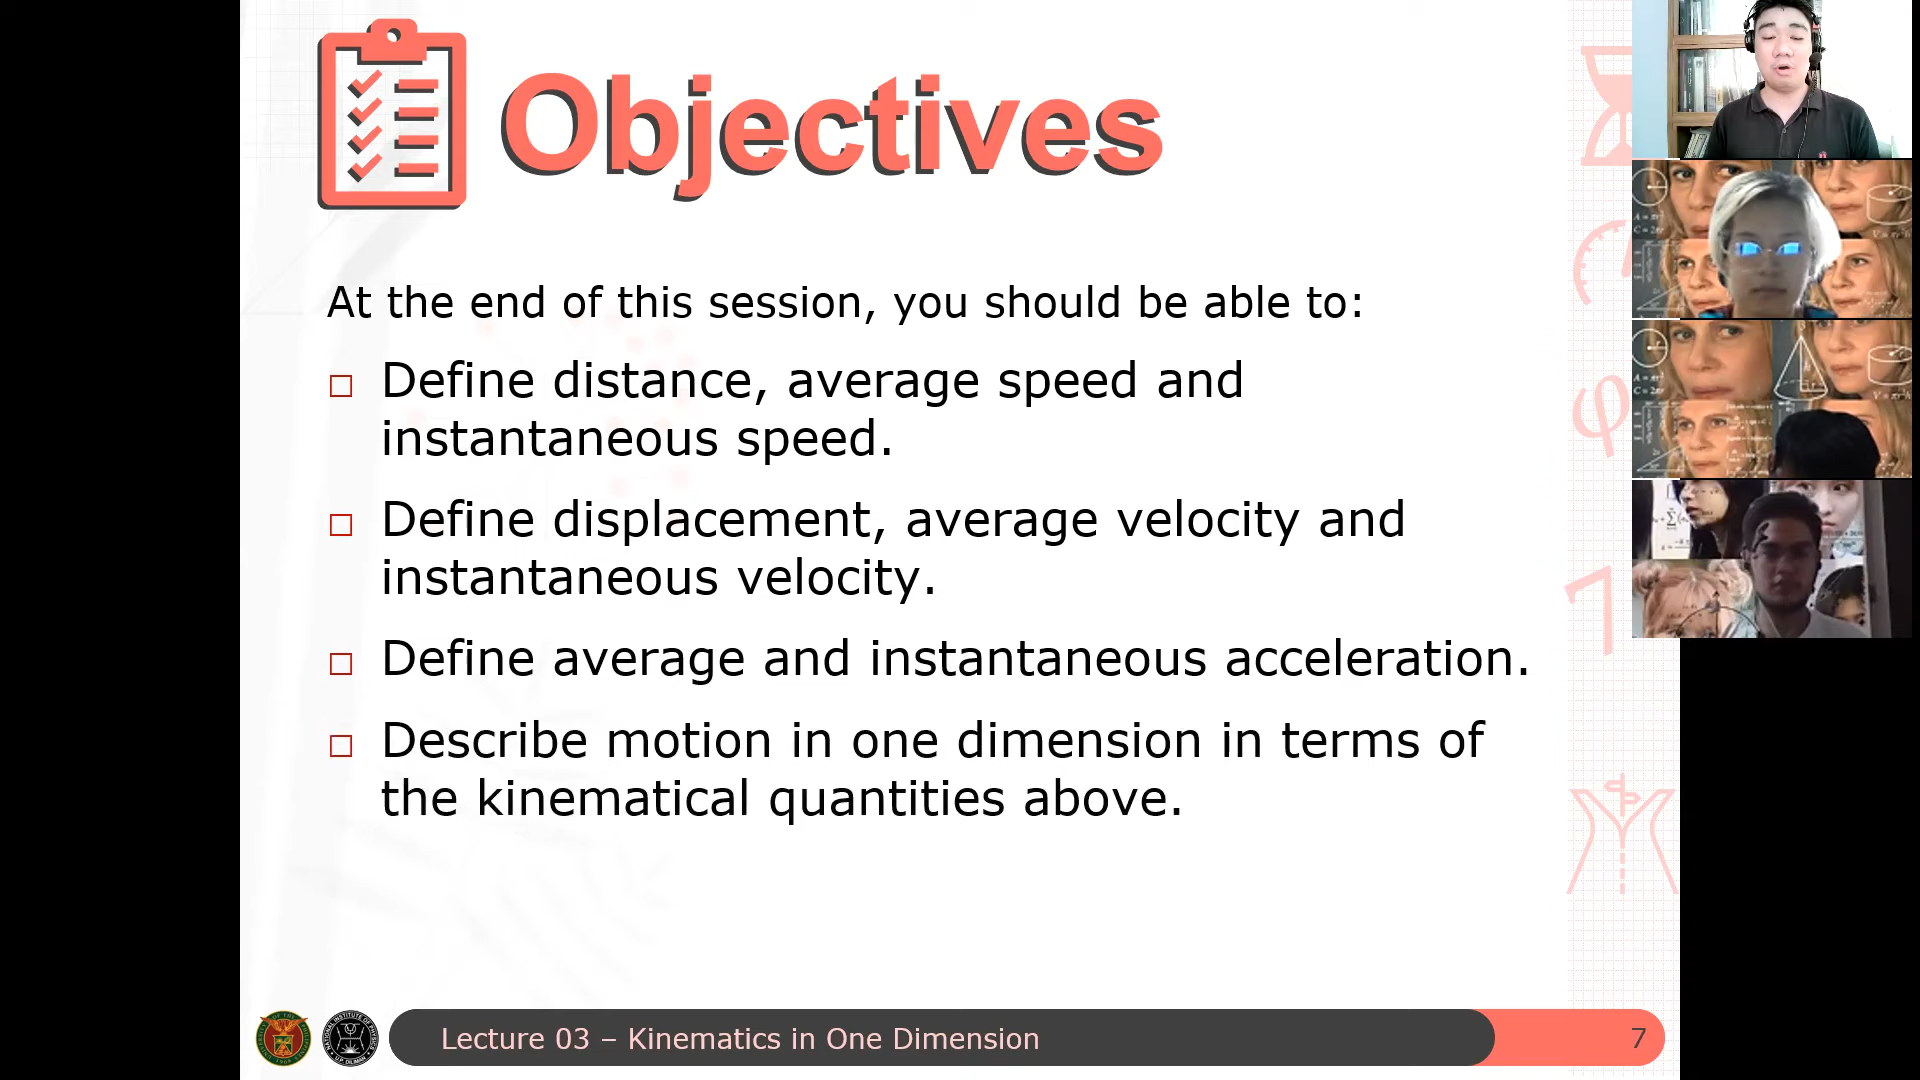 Objectives
At the end of this session, you should be able to:
Define distance, average speed and
instantaneous speed.
Define displacement, average velocity and
instantaneous velocity.
Define average and instantaneous acceleration.
Describe motion in one dimension in terms of
the kinematical quantities above.
Lecture 03 – Kinematics in One Dimension
7